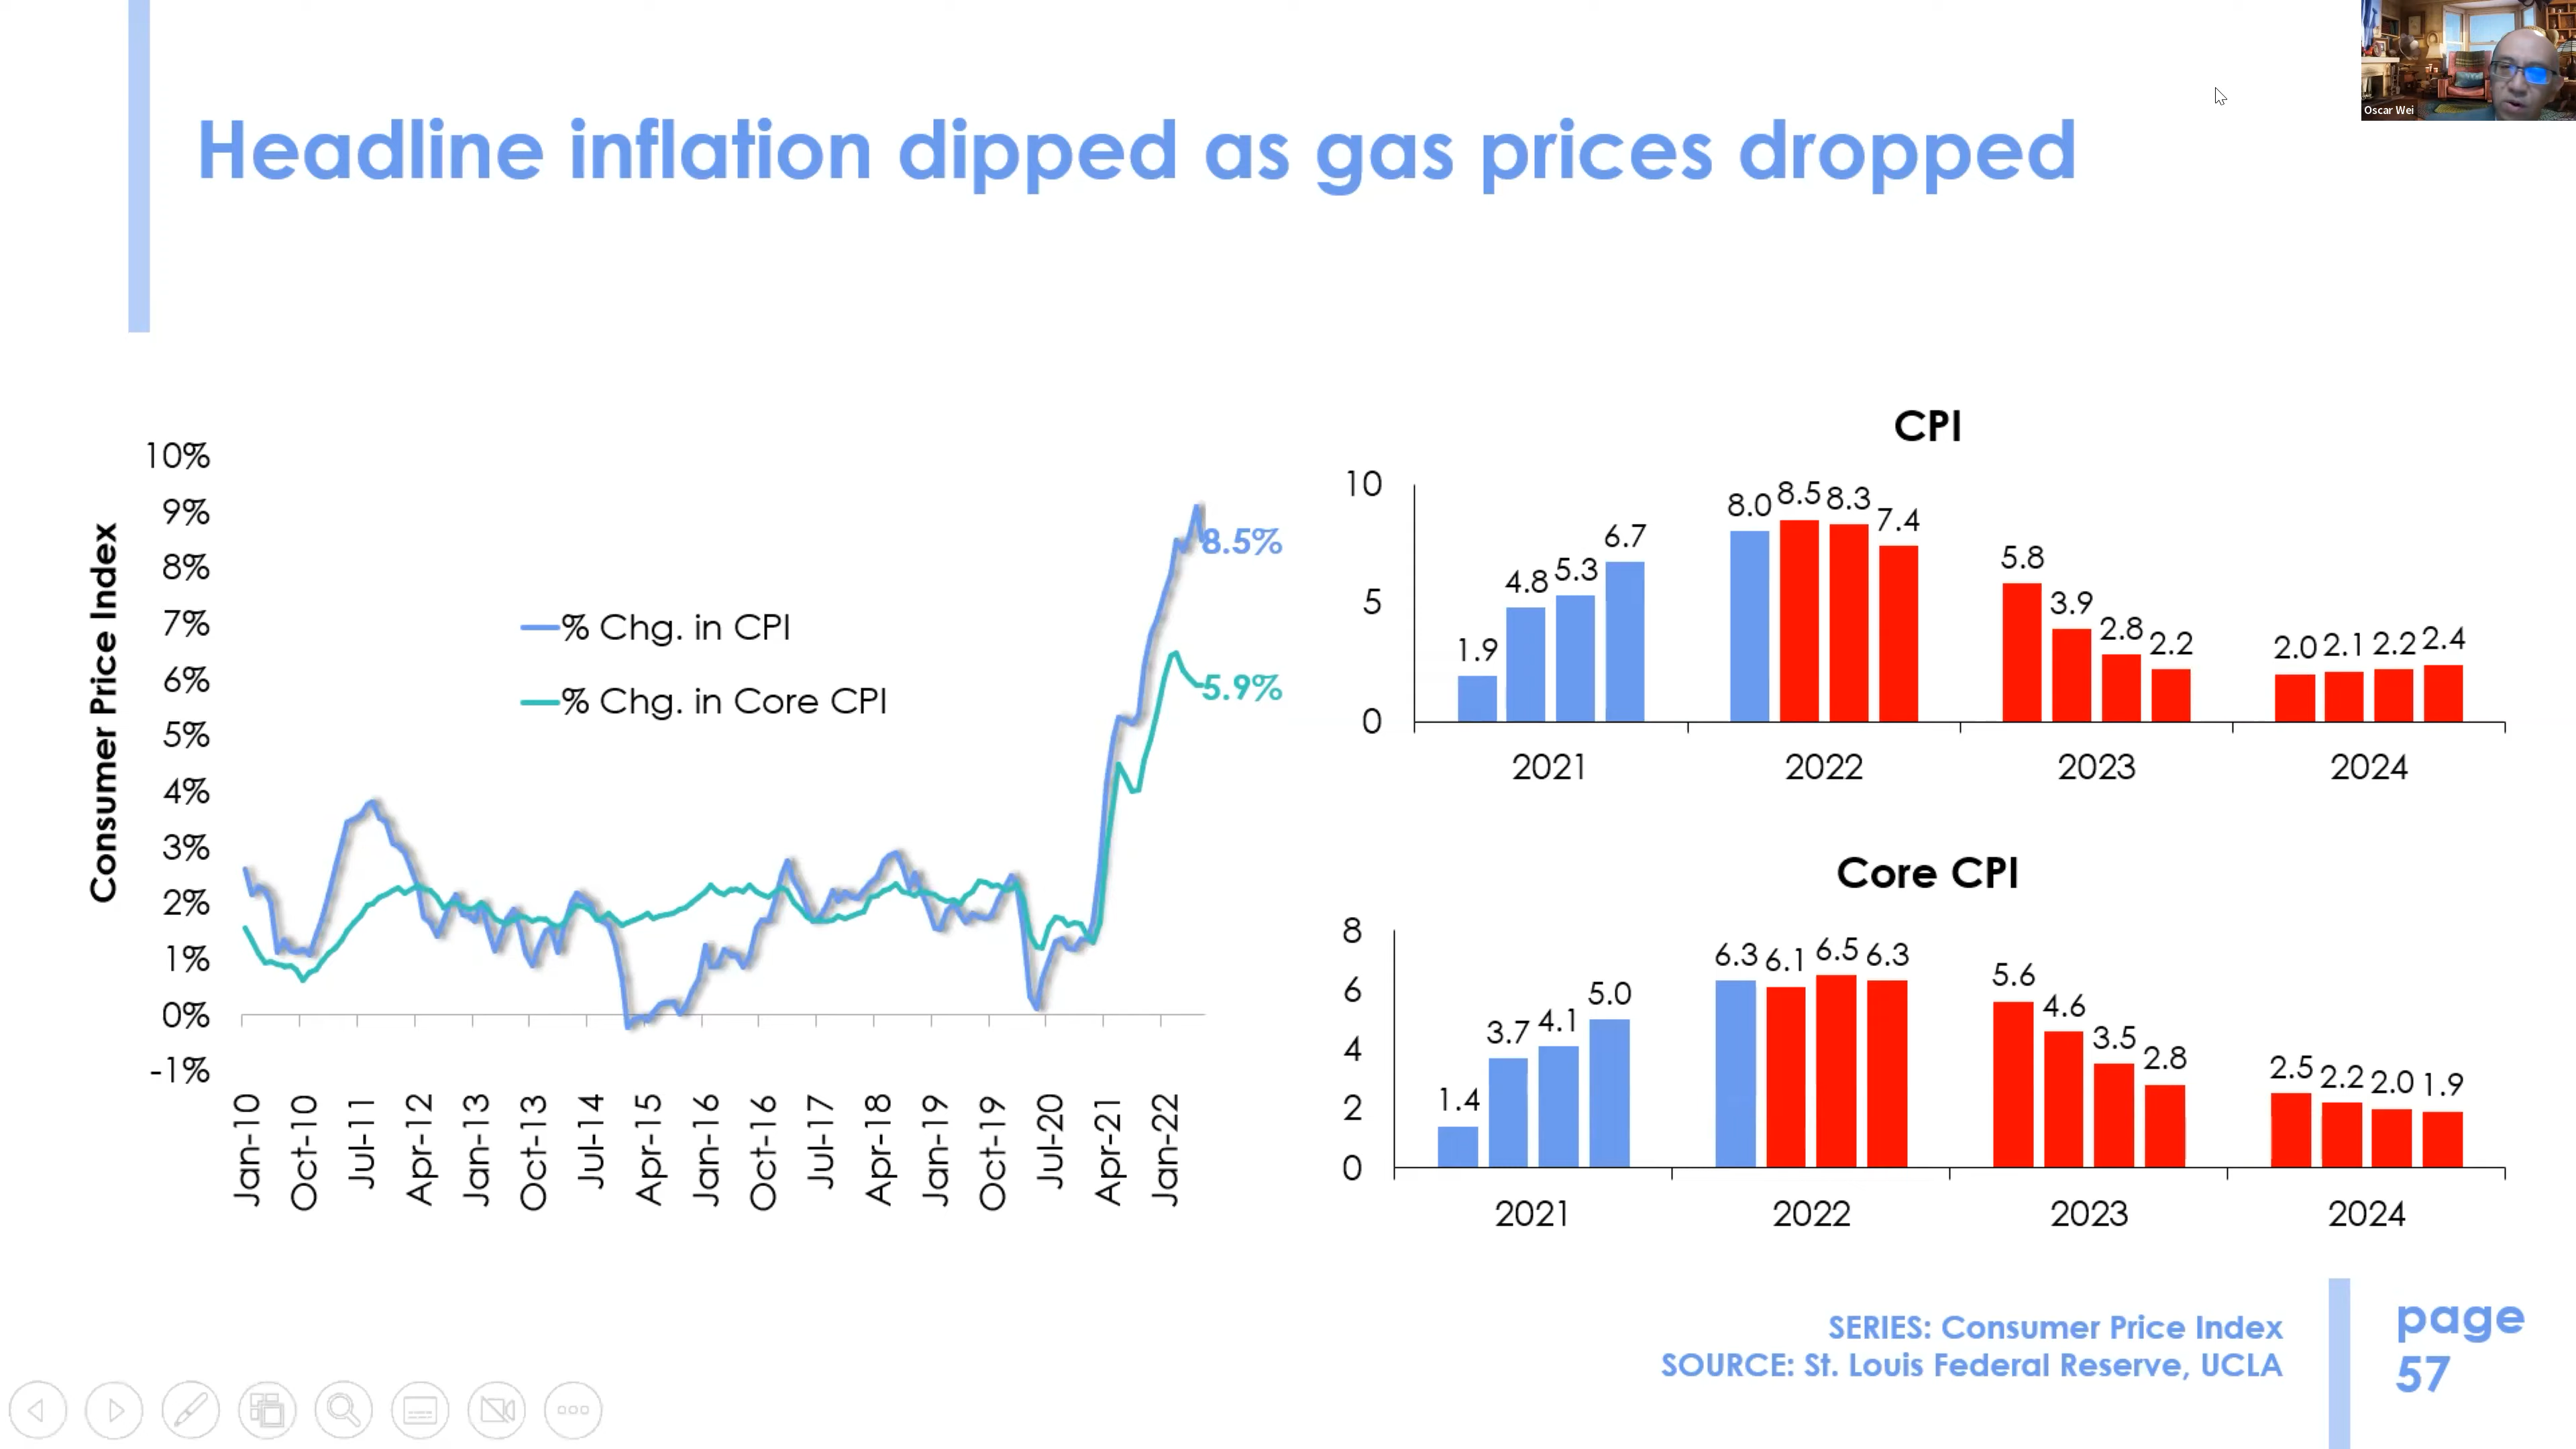 Oscar Wei
Headline inflation dipped as gas prices dropped
Consumer Price Index
10%
9%
8%
7%
6%
5%
4%
3%
2%
1%
0%
-1%
% Chg. in CPI
% Chg. in Core CPI
8.5%
5.9%
Jan-10
Oct-10
Jul-11
Apr-12
Jan-13
Oct-13
Jul-14
Apr-15
Jan-16
Oct-16
Jul-17
Apr-18
Jan-19
Oct-19
Jul-20
Apr-21
Jan-22
CPI
10
5
0
1.9 4.8 5.3 6.7
8.0 8.5 8.3 7.4
5.8 3.9 2.8 2.2
2.0 2.1 2.2 2.4
2021 2022 2023 2024
Core CPI
8
6
4
2
0
1.4 3.7 4.1 5.0
6.3 6.1 6.5 6.3
5.6 4.6 3.5 2.8
2.5 2.2 2.0 1.9
2021 2022 2023 2024
SERIES: Consumer Price Index
SOURCE: St. Louis Federal Reserve, UCLA
page
57